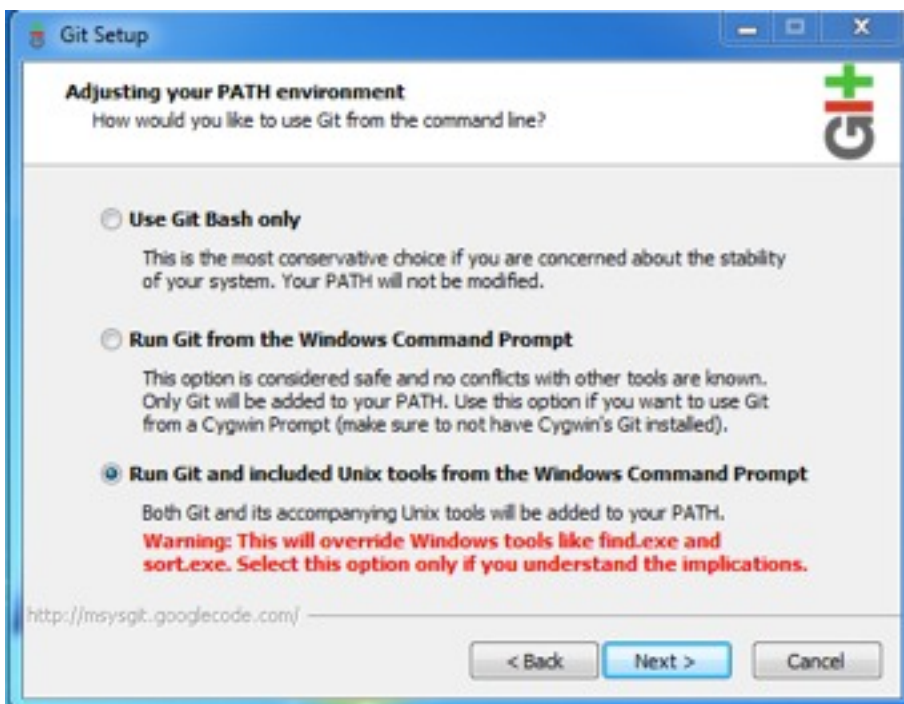 Git Setup
Adjusting your PATH environment
How would you like to use Git from the command line?
Git
Use Git Bash only
This is the most conservative choice if you are concerned about the stability
of your system. Your PATH will not be modified.
Run Git from the Windows Command Prompt
This option is considered safe and no conflicts with other tools are known.
Only Git will be added to your PATH. Use this option if you want to use Git
from a Cygwin Prompt (make sure to not have Cygwin's Git installed).
Run Git and included Unix tools from the Windows Command Prompt
Both Git and its accompanying Unix tools will be added to your PATH.
Warning: This will override Windows tools like find.exe and
sort.exe. Select this option only if you understand the implications.
http://msysgit.googlecode.com/
< Back Next > Cancel